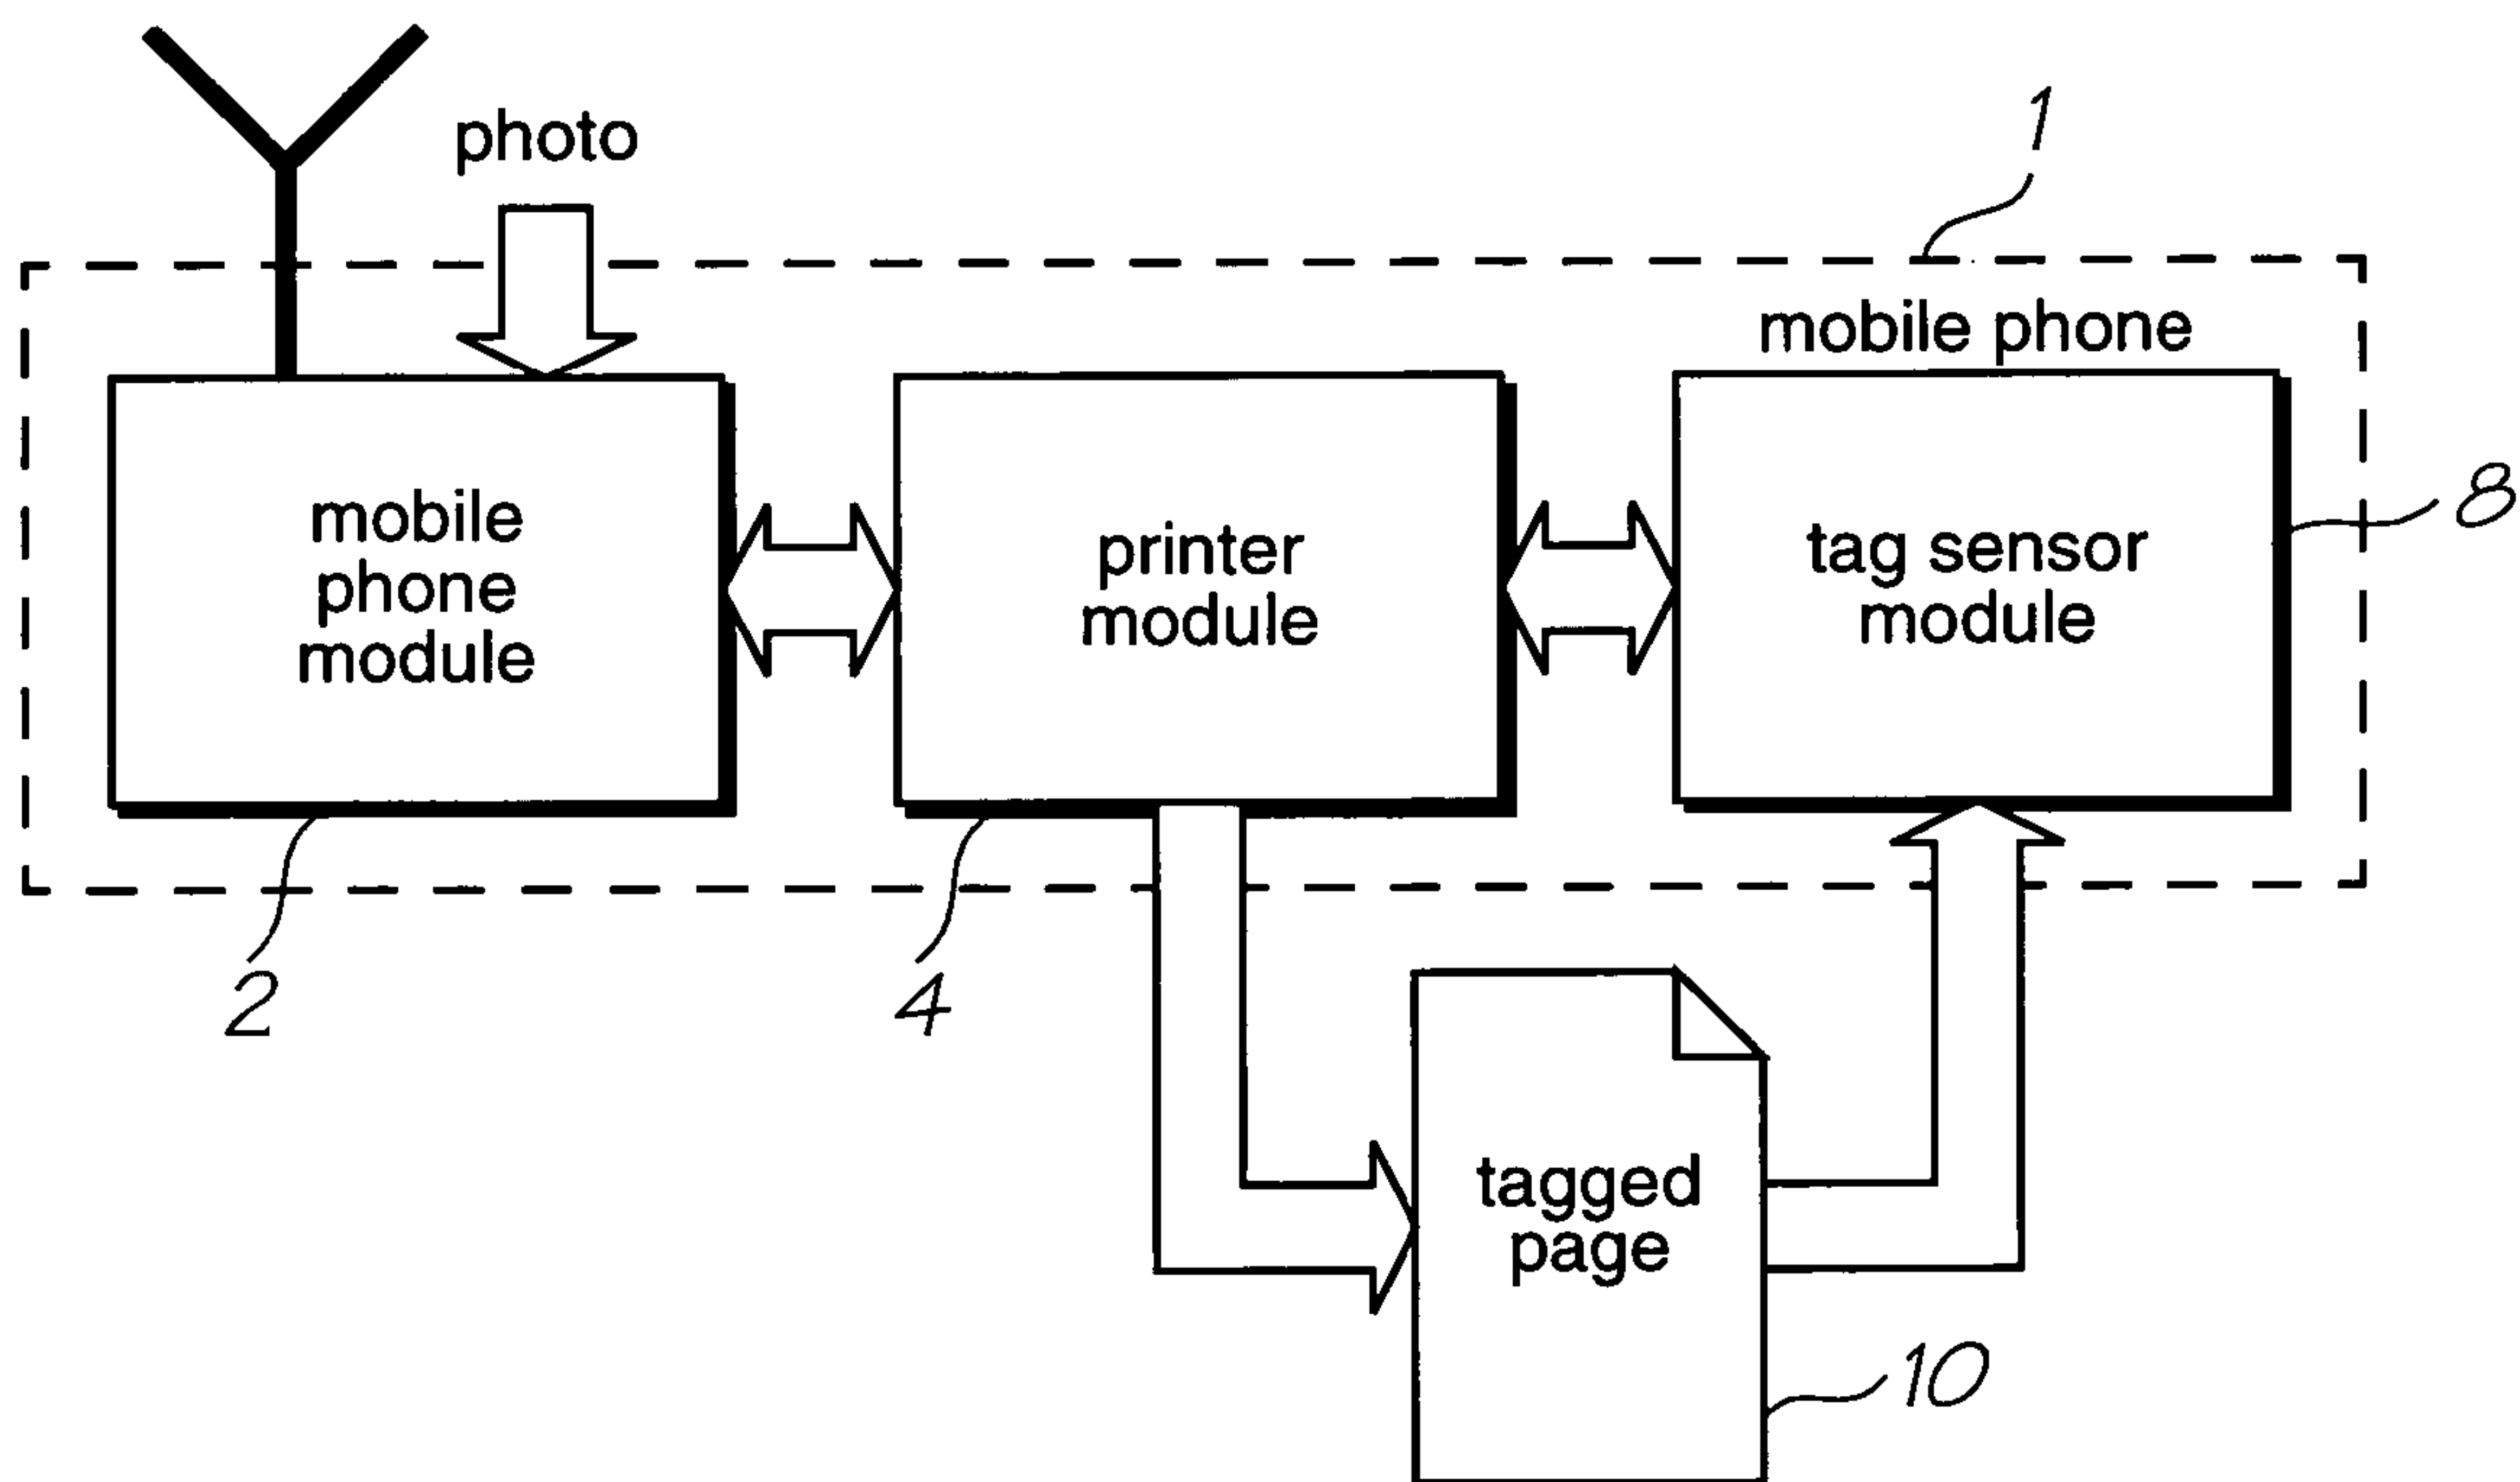 photo
1
mobile phone
mobile
phone
module
printer
module
tag sensor
module
8
2
4
tagged
page
10